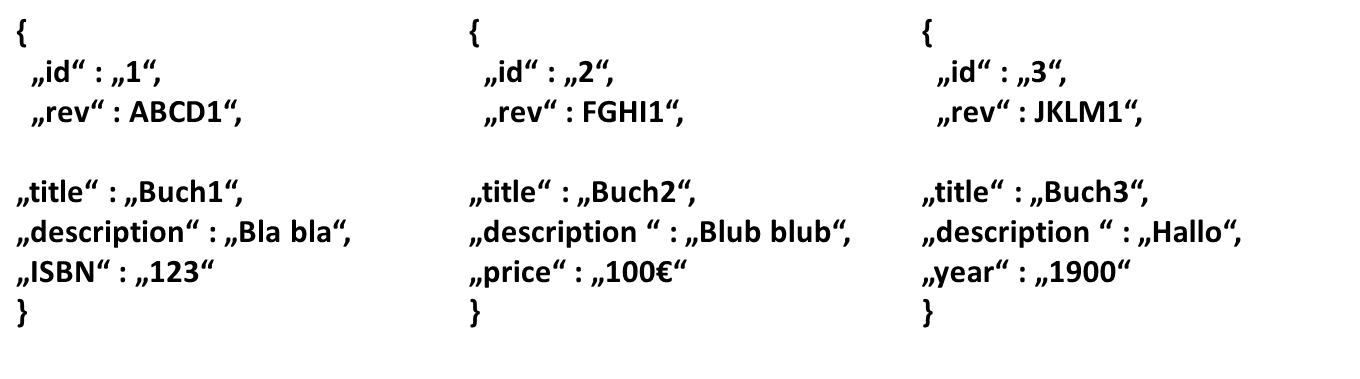 {
„id“ : „1“,
„rev“ : ABCD1“,
„title“ : „Buch1“,
„description“ : „Bla bla“,
„ISBN“ : „123“
}
{
„id“ : „2“,
„rev“ : FGHI1“,
„title“ : „Buch2“,
„description “ : „Blub blub“,
„price“ : „100€“
}
{
„id“ : „3“,
„rev“ : JKLM1“,
„title“ : „Buch3“,
„description “ : „Hallo“,
„year“ : „1900“
}